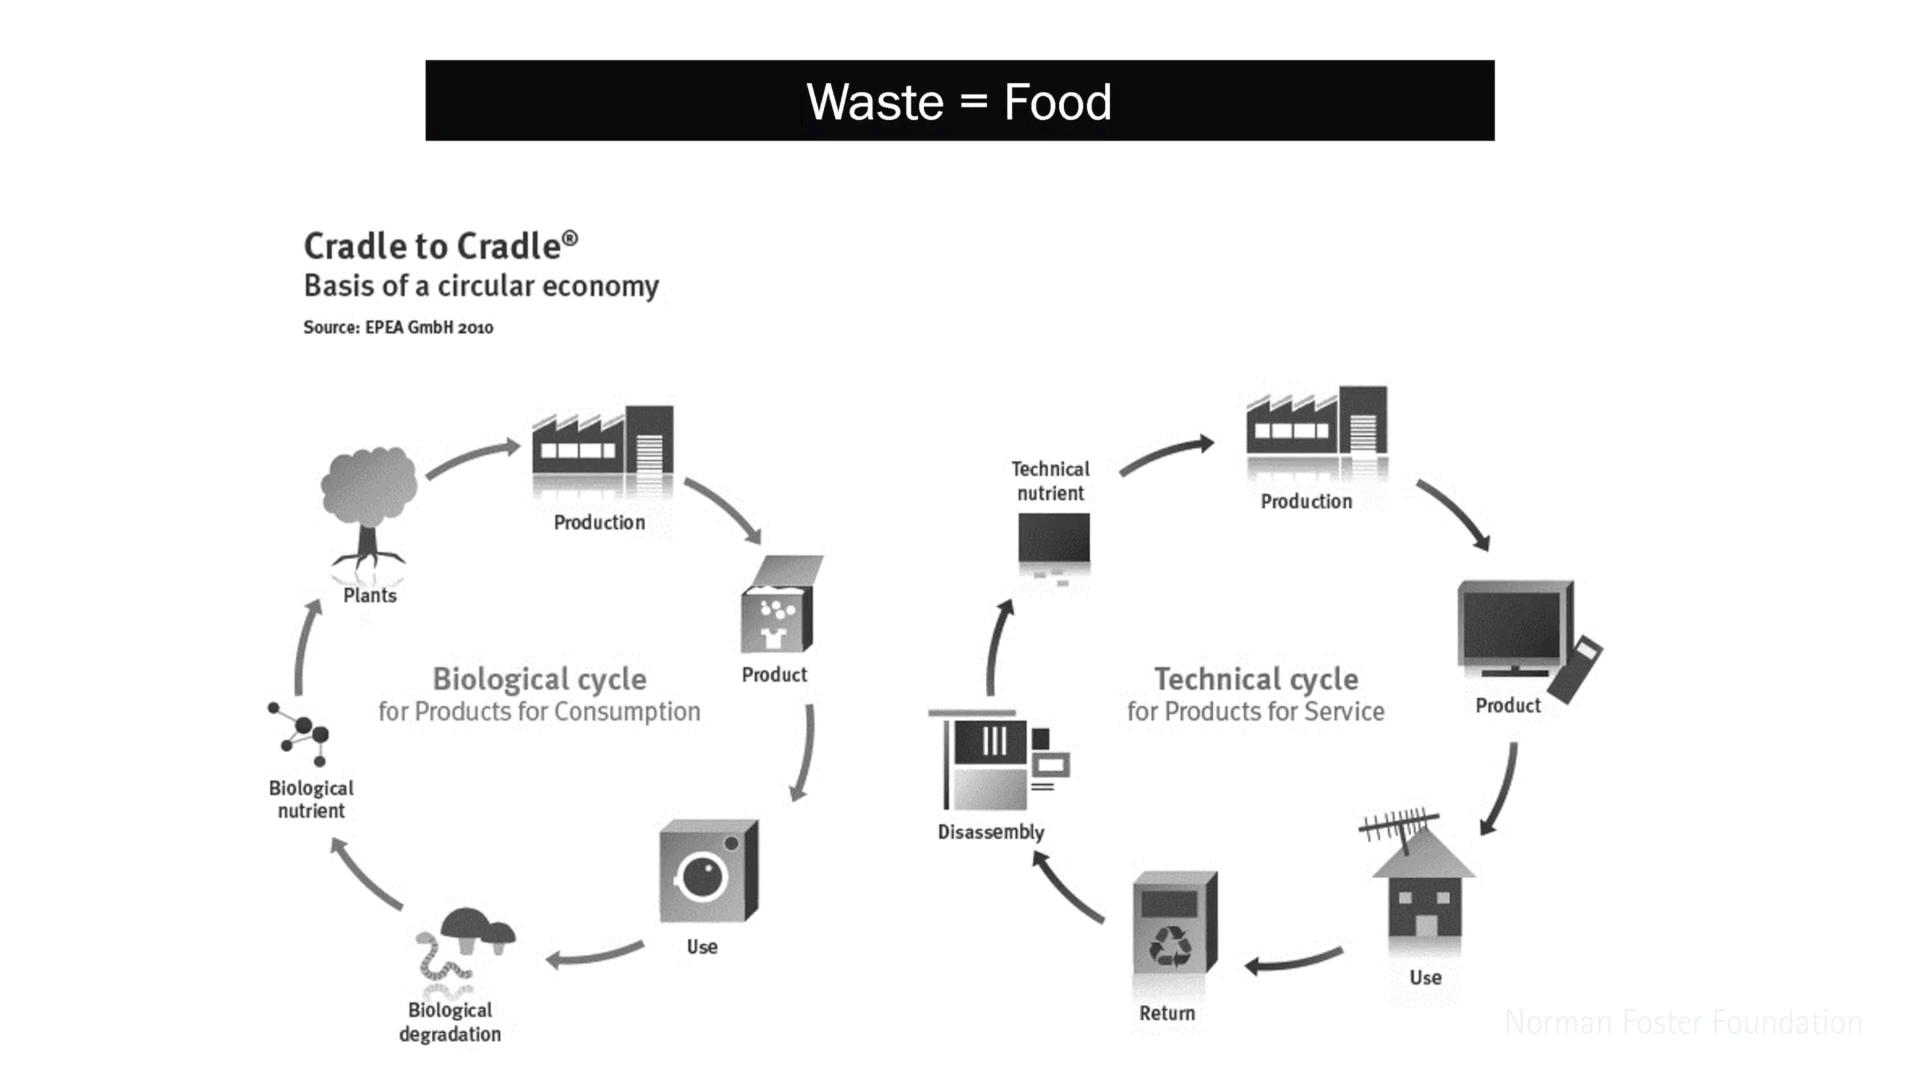 Waste = Food
Cradle to Cradle®
Basis of a circular economy
Source: EPEA GmbH 2010
Plants
Production
Product
Biological cycle
for Products for Consumption
Biological
nutrient
Use
Biological
degradation
Technical
nutrient
Production
Product
Technical cycle
for Products for Service
Disassembly
Use
Return
Norman Foster Foundation